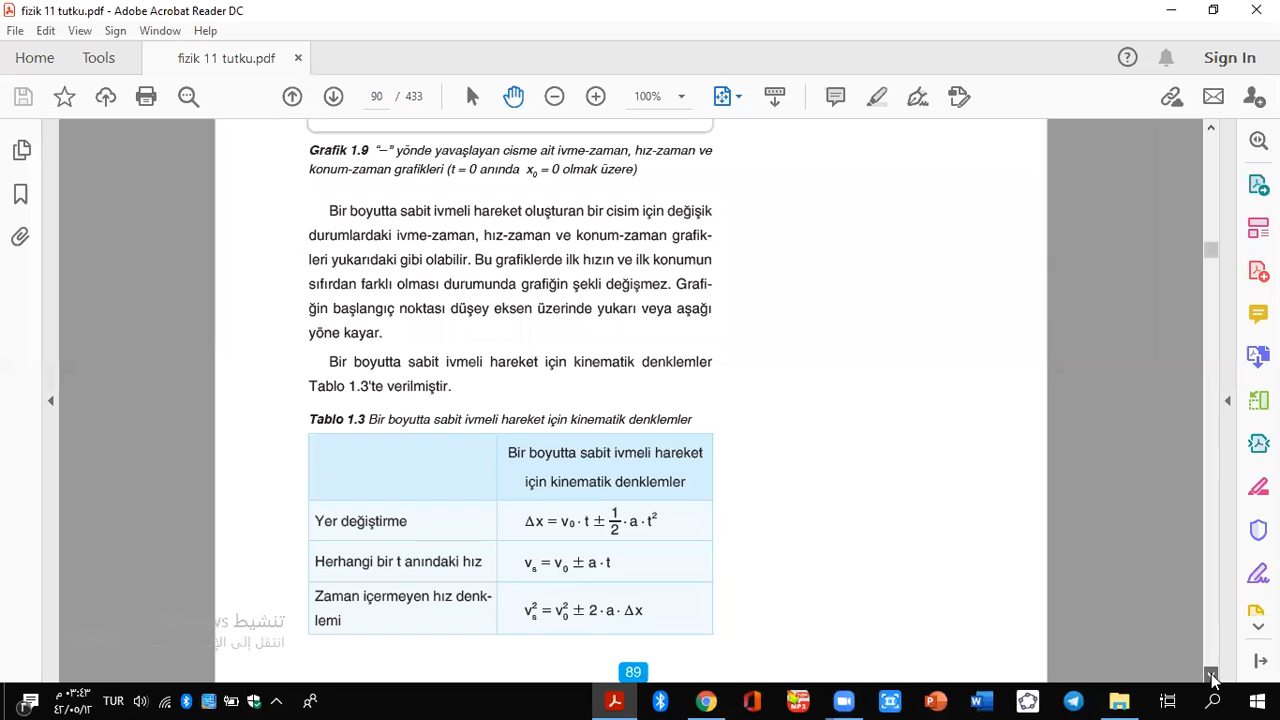 fizik 11 tutku.pdf - Adobe Acrobat Reader DC
File Edit View Sign Window Help
Home Tools fizik 11 tutku.pdf × Sign In
90 / 433 100%
Grafik 1.9 “–” yönde yavaşlayan cisme ait ivme-zaman, hız-zaman ve
konum-zaman grafikleri (t = 0 anında x₀ = 0 olmak üzere)
Bir boyutta sabit ivmeli hareket oluşturan bir cisim için değişik
durumlardaki ivme-zaman, hız-zaman ve konum-zaman grafik-
leri yukarıdaki gibi olabilir. Bu grafiklerde ilk hızın ve ilk konumun
sıfırdan farklı olması durumunda grafiğin şekli değişmez. Grafi-
ğin başlangıç noktası düşey eksen üzerinde yukarı veya aşağı
yöne kayar.
Bir boyutta sabit ivmeli hareket için kinematik denklemler
Tablo 1.3'te verilmiştir.
Tablo 1.3 Bir boyutta sabit ivmeli hareket için kinematik denklemler
Bir boyutta sabit ivmeli hareket
için kinematik denklemler
Yer değiştirme Δx = v₀ · t ± 1/2 · a · t²
Herhangi bir t anındaki hız vₛ = v₀ ± a · t
Zaman içermeyen hız denk-
lemi vₛ² = v₀² ± 2 · a · Δx
تنشيط
انتقل إلى
89
TUR